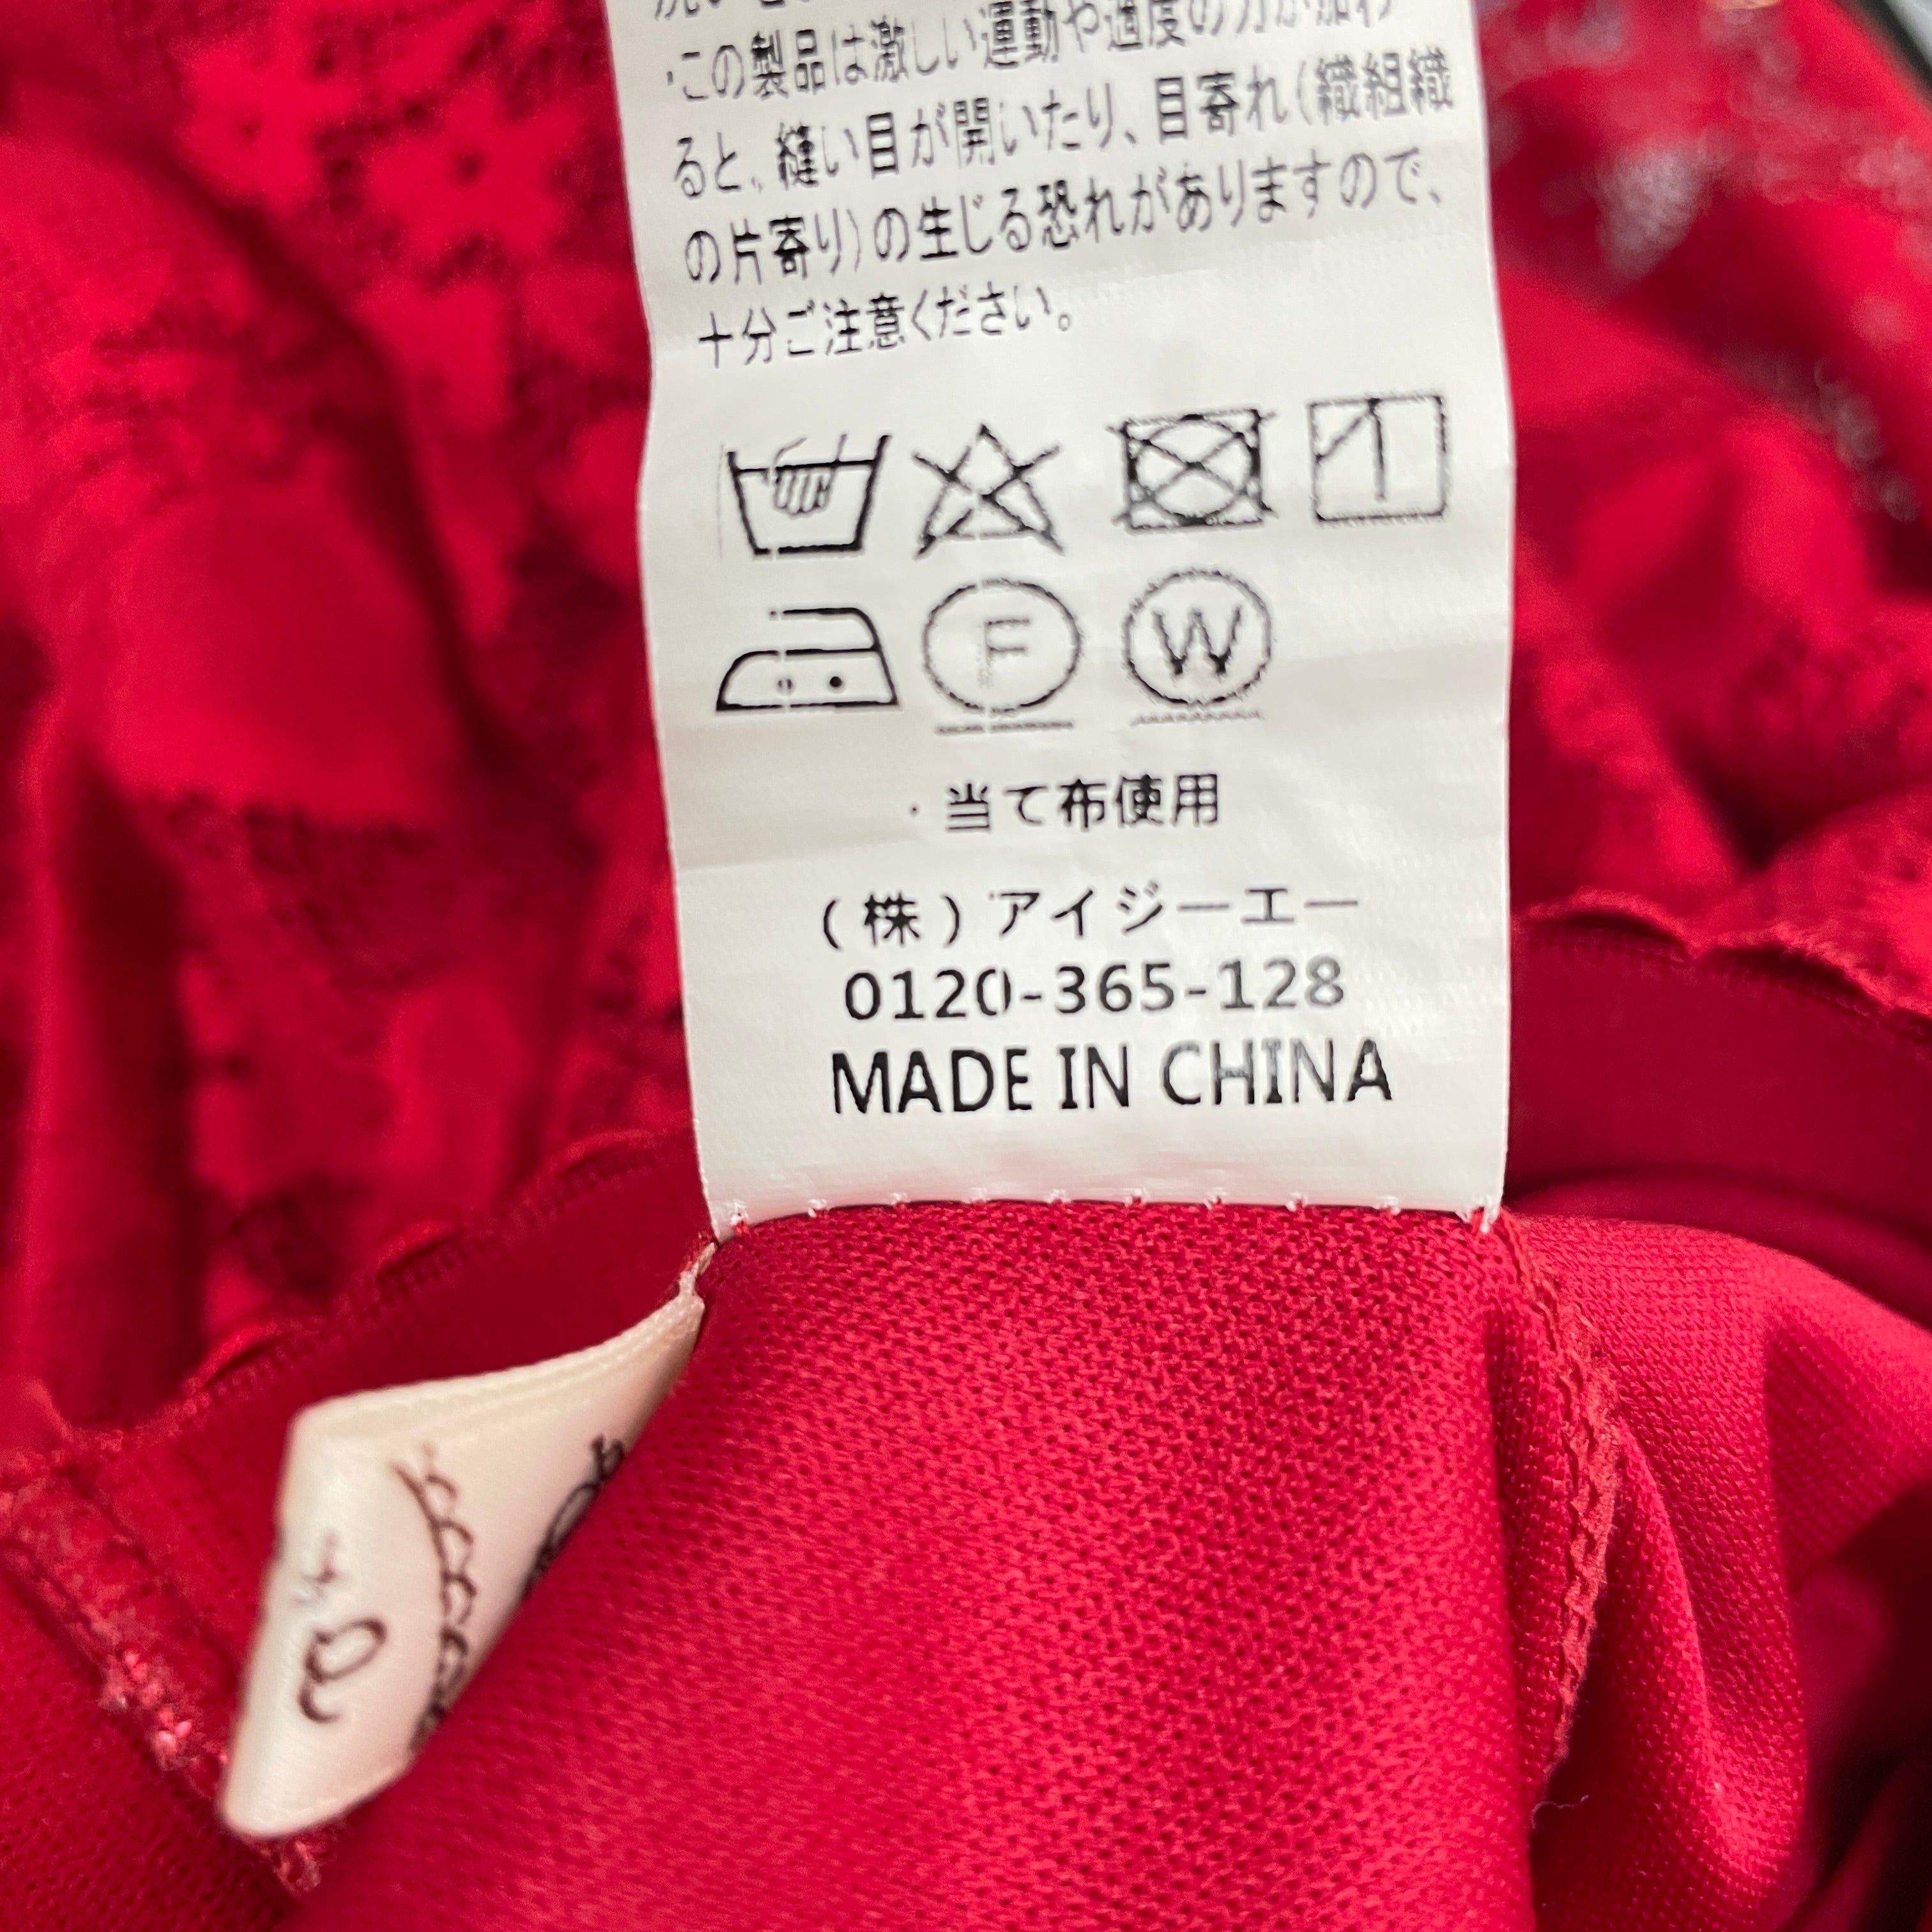 ・この製品は激しい運動や過度の力が加わ
ると、縫い目が開いたり、目寄れ(織組織
の片寄り)の生じる恐れがありますので、
十分ご注意ください。
F
W
・当て布使用
(株)アイジーエー
0120-365-128
MADE IN CHINA